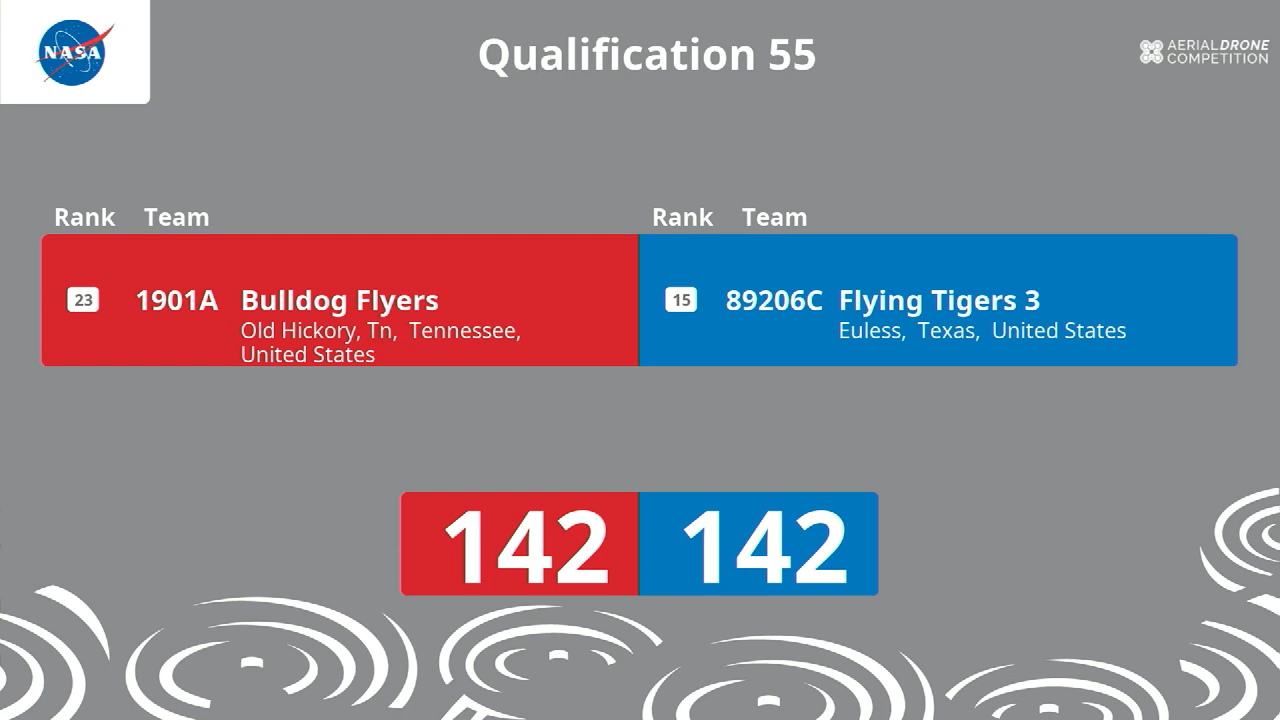 NASA
Qualification 55
AERIALDRONE
COMPETITION
Rank Team
23 1901A Bulldog Flyers
Old Hickory, Tn, Tennessee,
United States
Rank Team
15 89206C Flying Tigers 3
Euless, Texas, United States
142 142